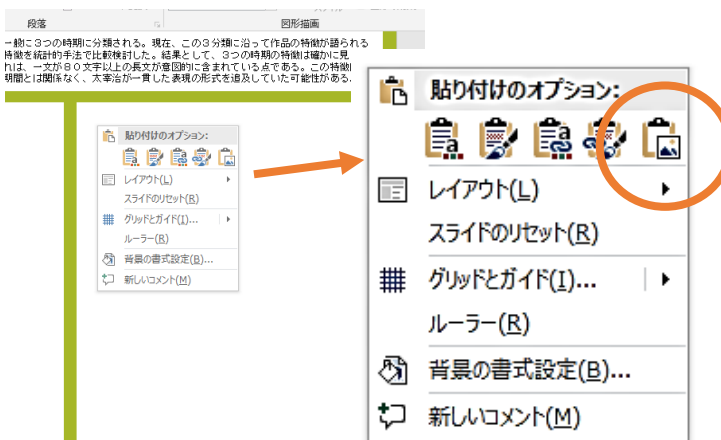 段落
図形描画
一般に３つの時期に分類される。現在、この３分類に沿って作品の特徴が語られる
特徴を統計的手法で比較検討した。結果として、３つの時期の特徴は確かに見
れは、一文が８０文字以上の長文が意図的に含まれている点である。この特徴
期間とは関係なく、太宰治が一貫した表現の形式を追及していた可能性がある.
貼り付けのオプション:
レイアウト(L)
スライドのリセット(R)
グリッドとガイド(I)...
ルーラー(R)
背景の書式設定(B)...
新しいコメント(M)
貼り付けのオプション:
レイアウト(L)
スライドのリセット(R)
グリッドとガイド(I)...
ルーラー(R)
背景の書式設定(B)...
新しいコメント(M)